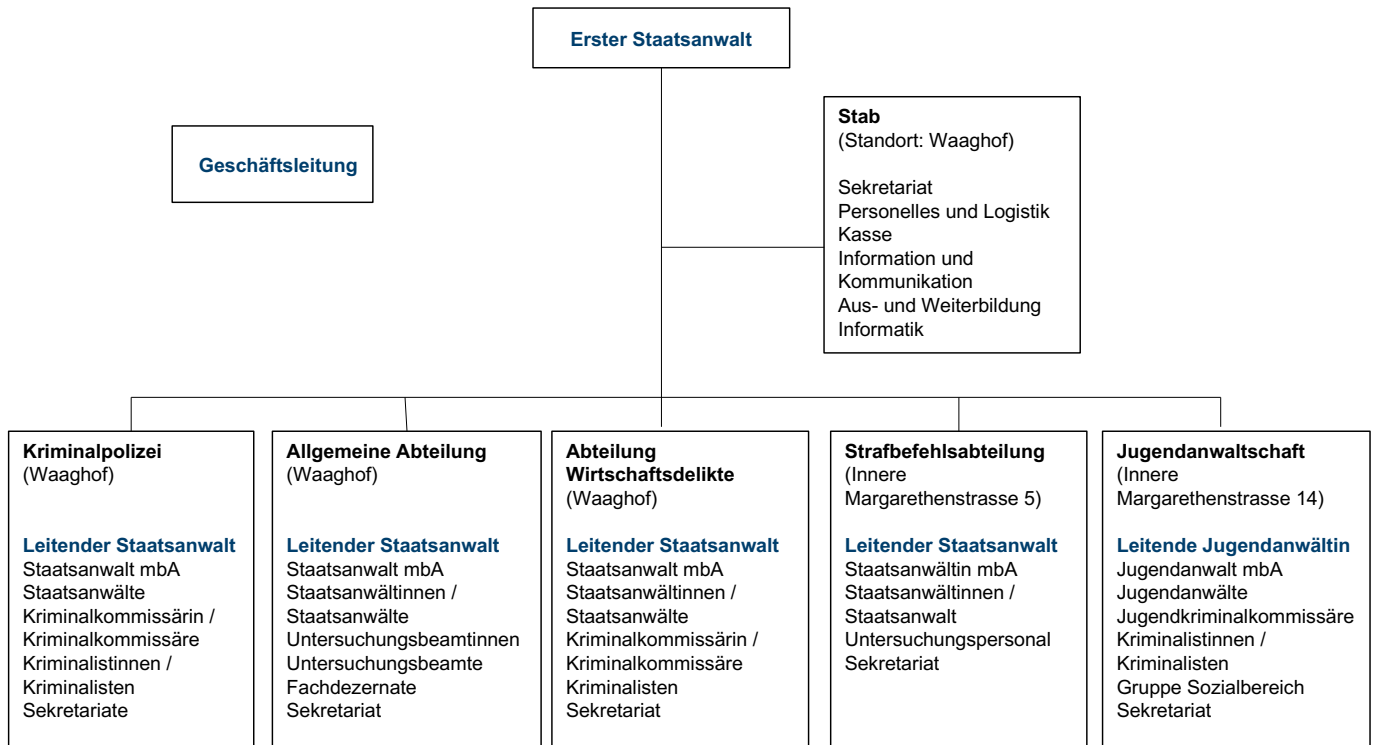 Erster Staatsanwalt
Geschäftsleitung
Stab
(Standort: Waaghof)
Sekretariat
Personelles und Logistik
Kasse
Information und
Kommunikation
Aus- und Weiterbildung
Informatik
Kriminalpolizei
(Waaghof)
Leitender Staatsanwalt
Staatsanwalt mbA
Staatsanwälte
Kriminalkommissärin /
Kriminalkommissäre
Kriminalistinnen /
Kriminalisten
Sekretariate
Allgemeine Abteilung
(Waaghof)
Leitender Staatsanwalt
Staatsanwalt mbA
Staatsanwältinnen /
Staatsanwälte
Untersuchungsbeamtinnen
Untersuchungsbeamte
Fachdezernate
Sekretariat
Abteilung
Wirtschaftsdelikte
(Waaghof)
Leitender Staatsanwalt
Staatsanwalt mbA
Staatsanwältinnen /
Staatsanwälte
Kriminalkommissärin /
Kriminalkommissäre
Kriminalisten
Sekretariat
Strafbefehlsabteilung
(Innere
Margarethenstrasse 5)
Leitender Staatsanwalt
Staatsanwältin mbA
Staatsanwältinnen /
Staatsanwalt
Untersuchungspersonal
Sekretariat
Jugendanwaltschaft
(Innere
Margarethenstrasse 14)
Leitende Jugendanwältin
Jugendanwalt mbA
Jugendanwälte
Jugendkriminalkommissäre
Kriminalistinnen /
Kriminalisten
Gruppe Sozialbereich
Sekretariat